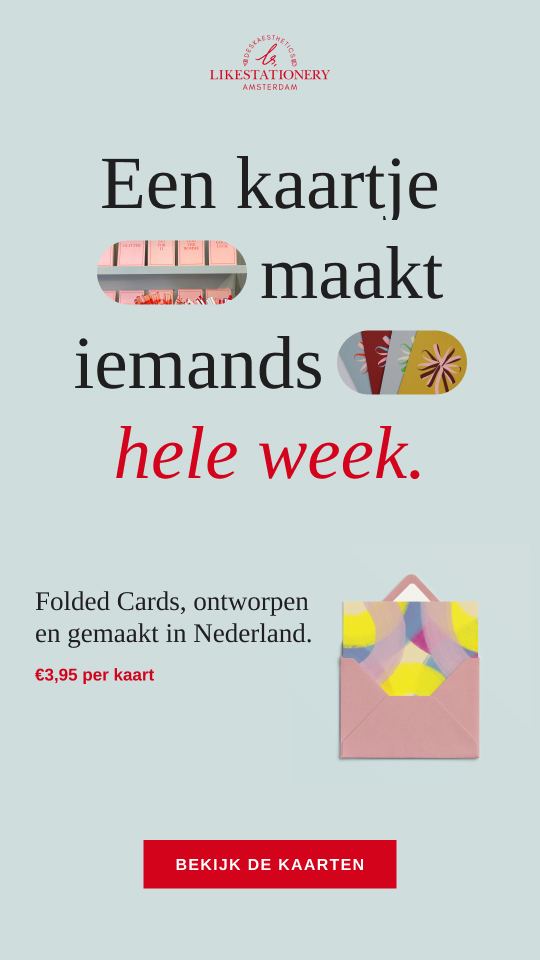 DESKAESTHETICS
ls.
LIKESTATIONERY
AMSTERDAM
Een kaartje
maakt
iemands
hele week.
Folded Cards, ontworpen
en gemaakt in Nederland.
€3,95 per kaart
BEKIJK DE KAARTEN